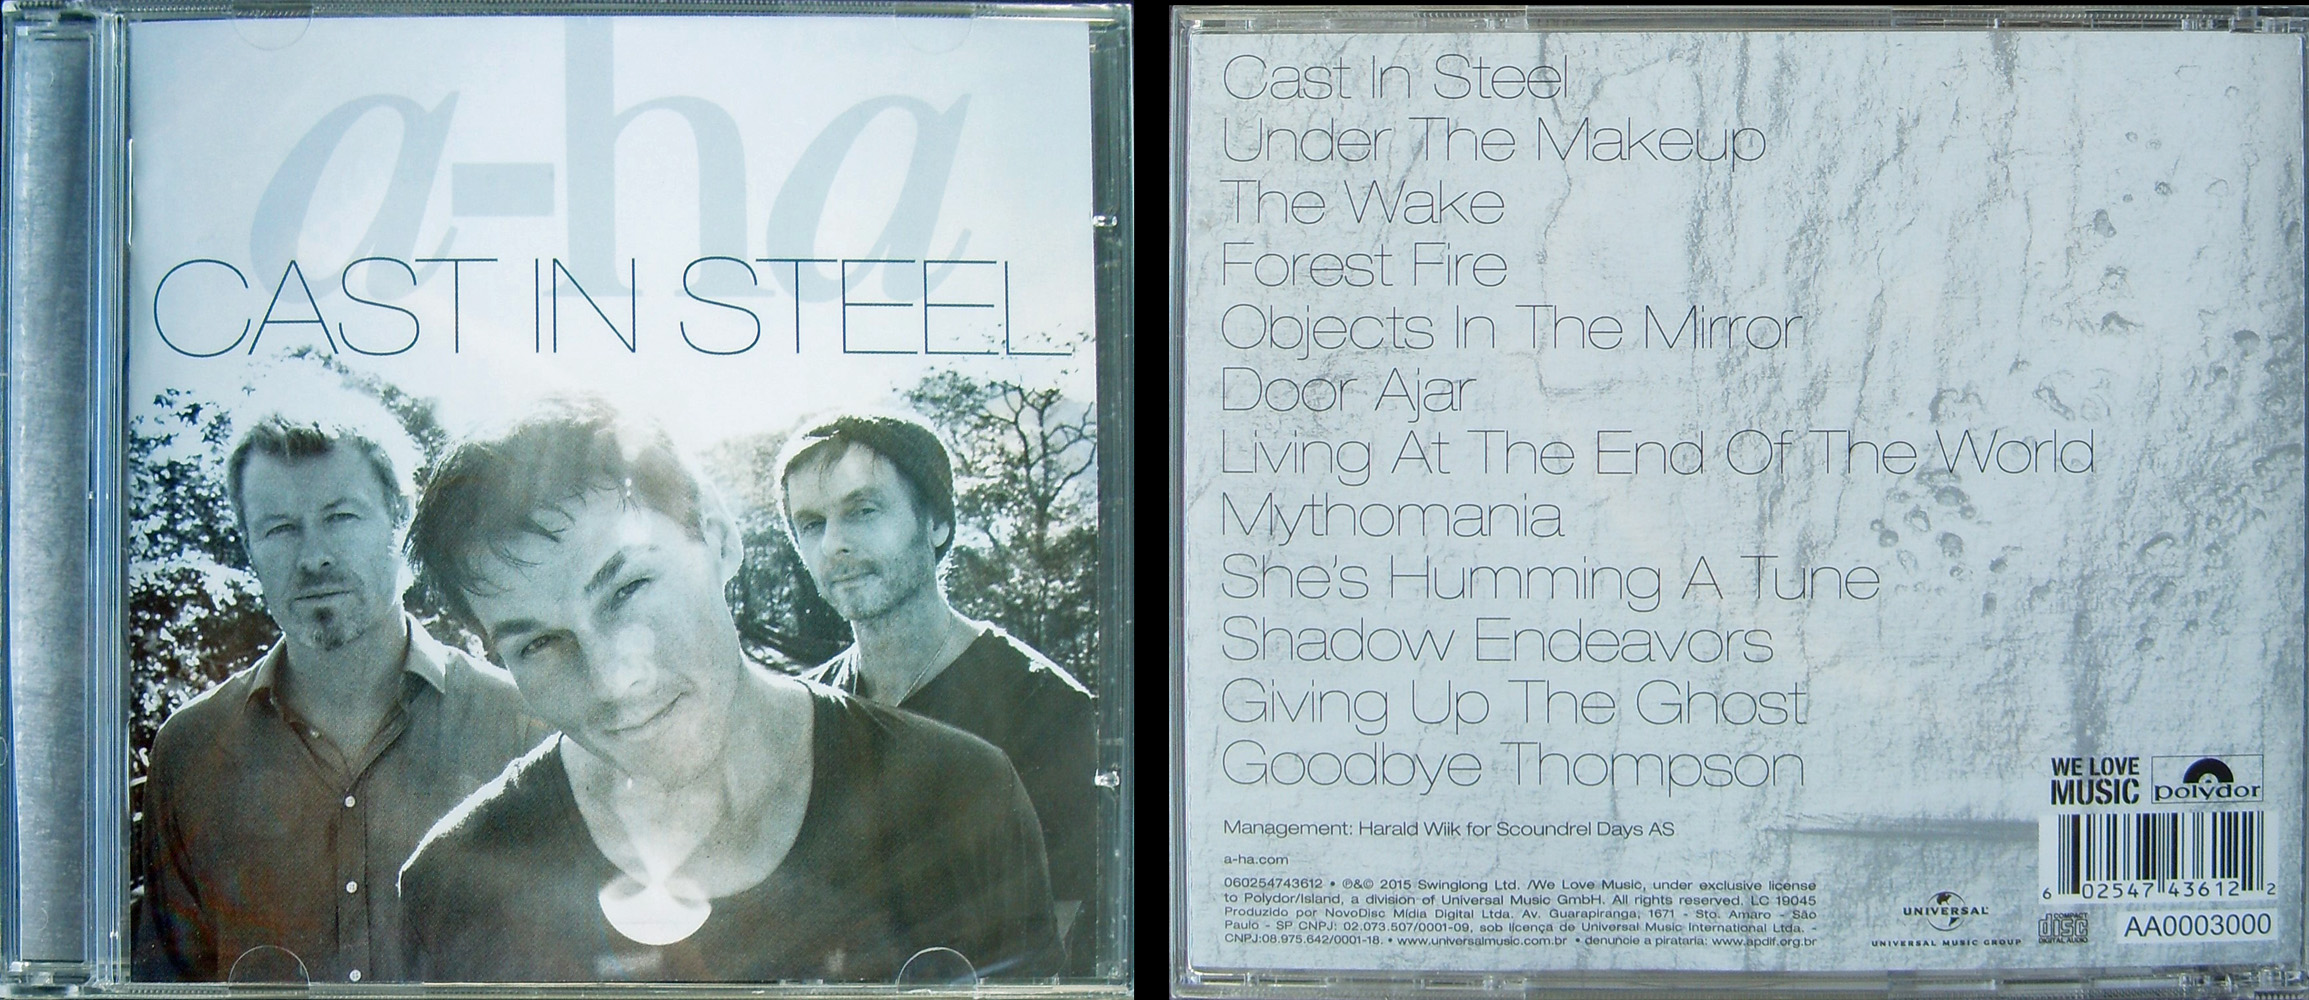 a-ha
CAST IN STEEL
Cast In Steel
Under The Makeup
The Wake
Forest Fire
Objects In The Mirror
Door Ajar
Living At The End Of The World
Mythomania
She's Humming A Tune
Shadow Endeavors
Giving Up The Ghost
Goodbye Thompson
Management: Harald Wiik for Scoundrel Days AS
a-ha.com
060254743612 • ℗&© 2015 Swinglong Ltd. /We Love Music, under exclusive license
to Polydor/Island, a division of Universal Music GmbH. All rights reserved. LC 19045
Produzido por NovoDisc Mídia Digital Ltda. Av. Guarapiranga, 1671 - Sto. Amaro - São
Paulo - SP CNPJ: 02.073.507/0001-09, sob licença de Universal Music International Ltda. -
CNPJ:08.975.642/0001-18. • www.universalmusic.com.br • denuncie a pirataria: www.apdif.org.br
UNIVERSAL
UNIVERSAL MUSIC GROUP
WE LOVE
MUSIC
polydor
6 02547 43612 2
COMPACT
disc
DIGITAL AUDIO
AA0003000